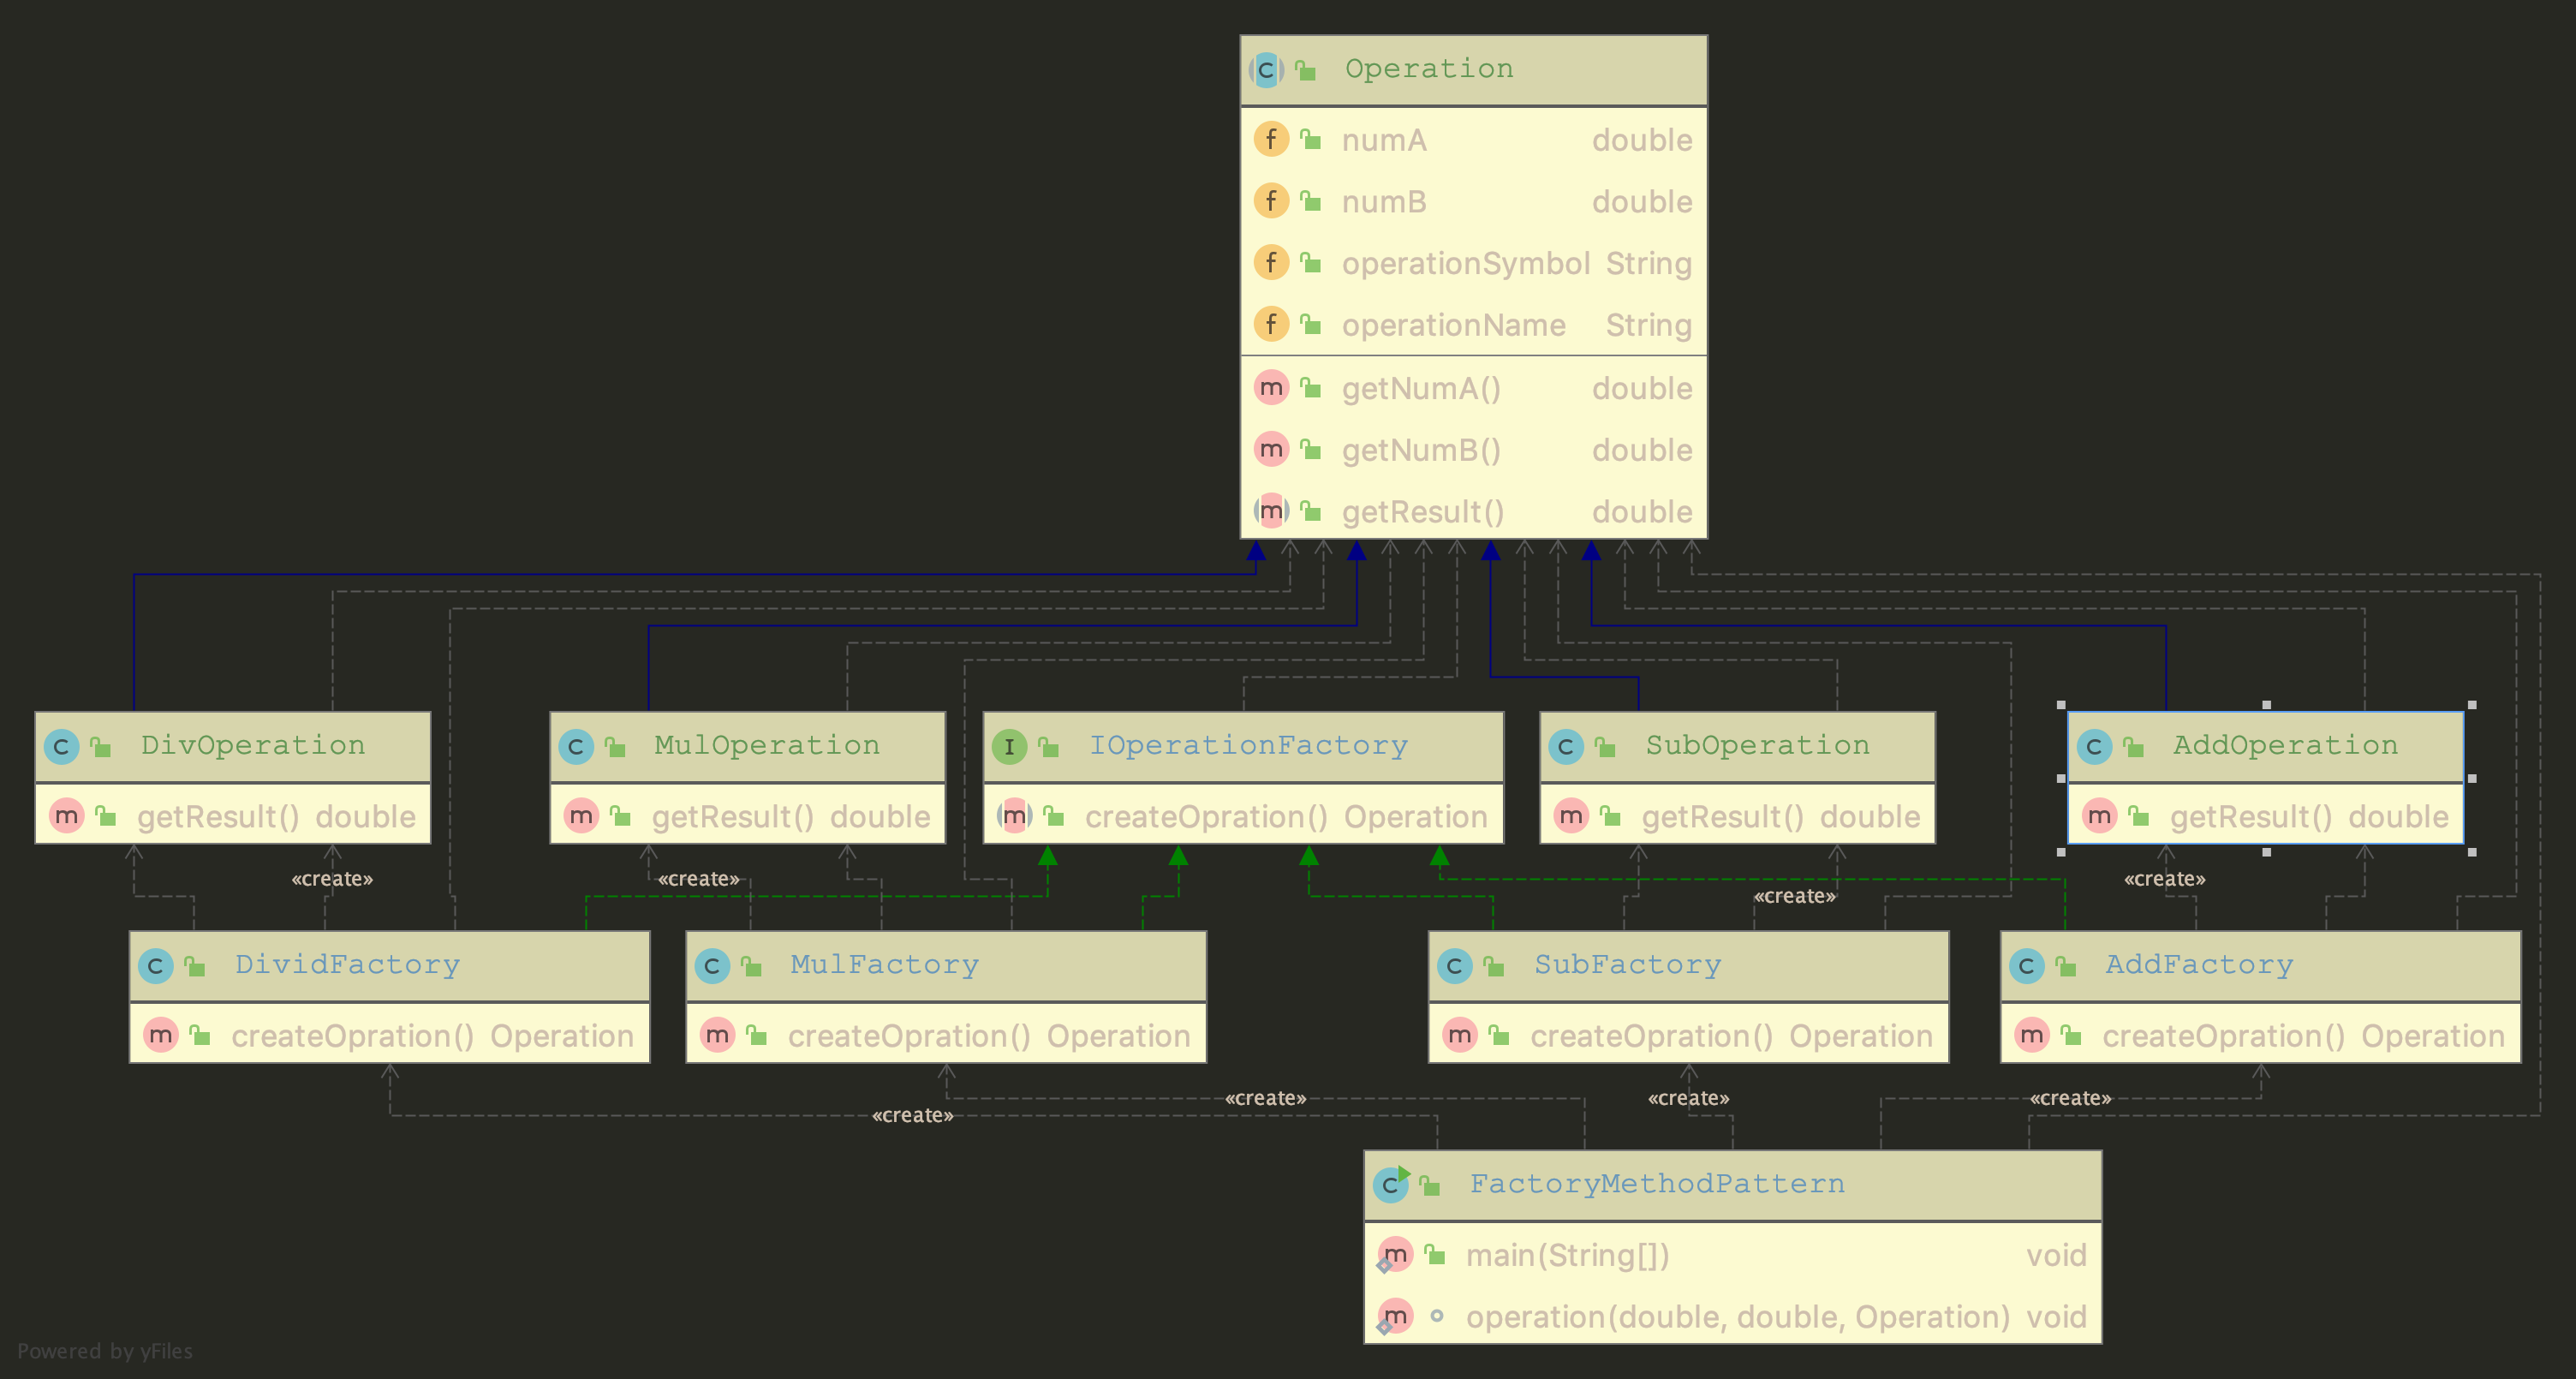 Operation
numA double
numB double
operationSymbol String
operationName String
getNumA() double
getNumB() double
getResult() double
DivOperation
getResult() double
MulOperation
getResult() double
IOperationFactory
createOpration() Operation
SubOperation
getResult() double
AddOperation
getResult() double
«create»
«create»
«create»
«create»
DividFactory
createOpration() Operation
MulFactory
createOpration() Operation
SubFactory
createOpration() Operation
AddFactory
createOpration() Operation
«create»
«create»
«create»
«create»
FactoryMethodPattern
main(String[]) void
operation(double, double, Operation) void
Powered by yFiles